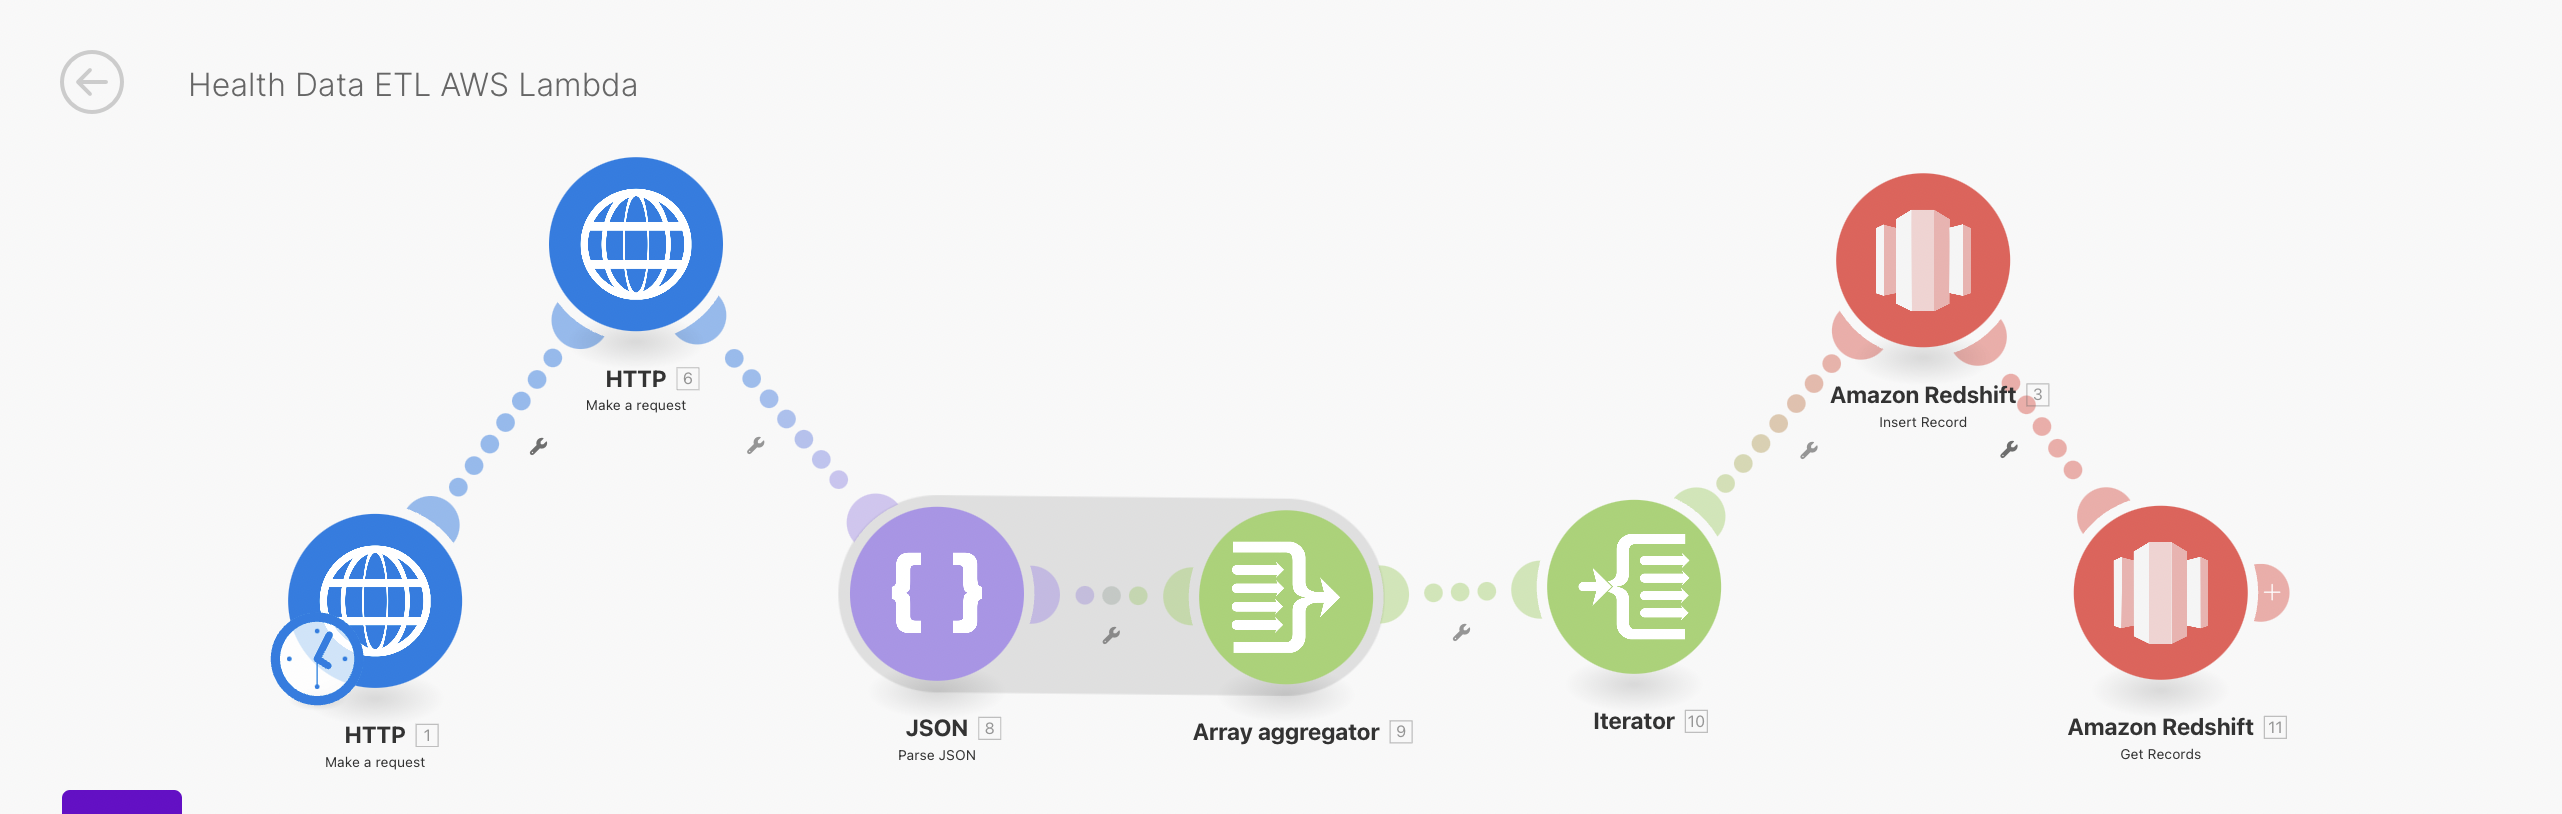 Health Data ETL AWS Lambda
HTTP 6
Make a request
Amazon Redshift 3
Insert Record
HTTP 1
Make a request
JSON 8
Parse JSON
Array aggregator 9
Iterator 10
Amazon Redshift 11
Get Records